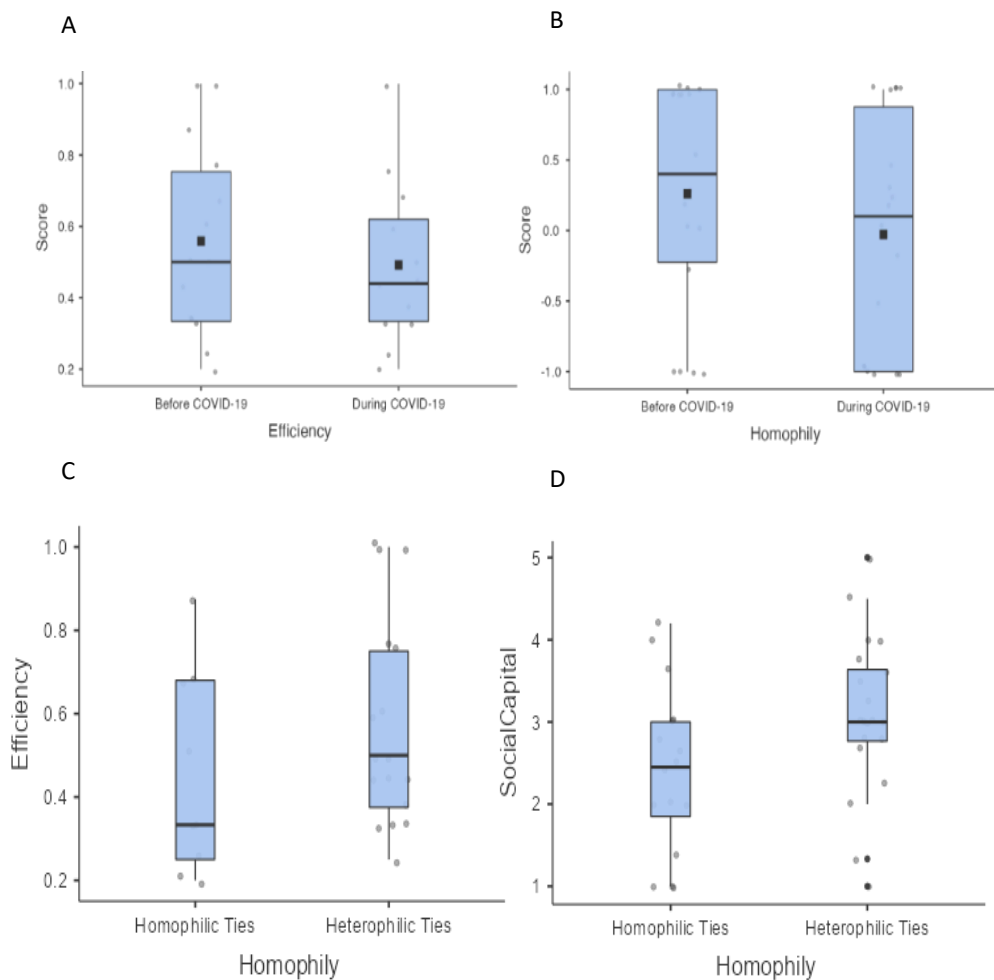 A
1.0
0.8
0.6
0.4
0.2
Score
Before COVID-19
During COVID-19
Efficiency
B
1.0
0.5
0.0
-0.5
-1.0
Score
Before COVID-19
During COVID-19
Homophily
C
1.0
0.8
0.6
0.4
0.2
Efficiency
Homophilic Ties
Heterophilic Ties
Homophily
D
5
4
3
2
1
SocialCapital
Homophilic Ties
Heterophilic Ties
Homophily